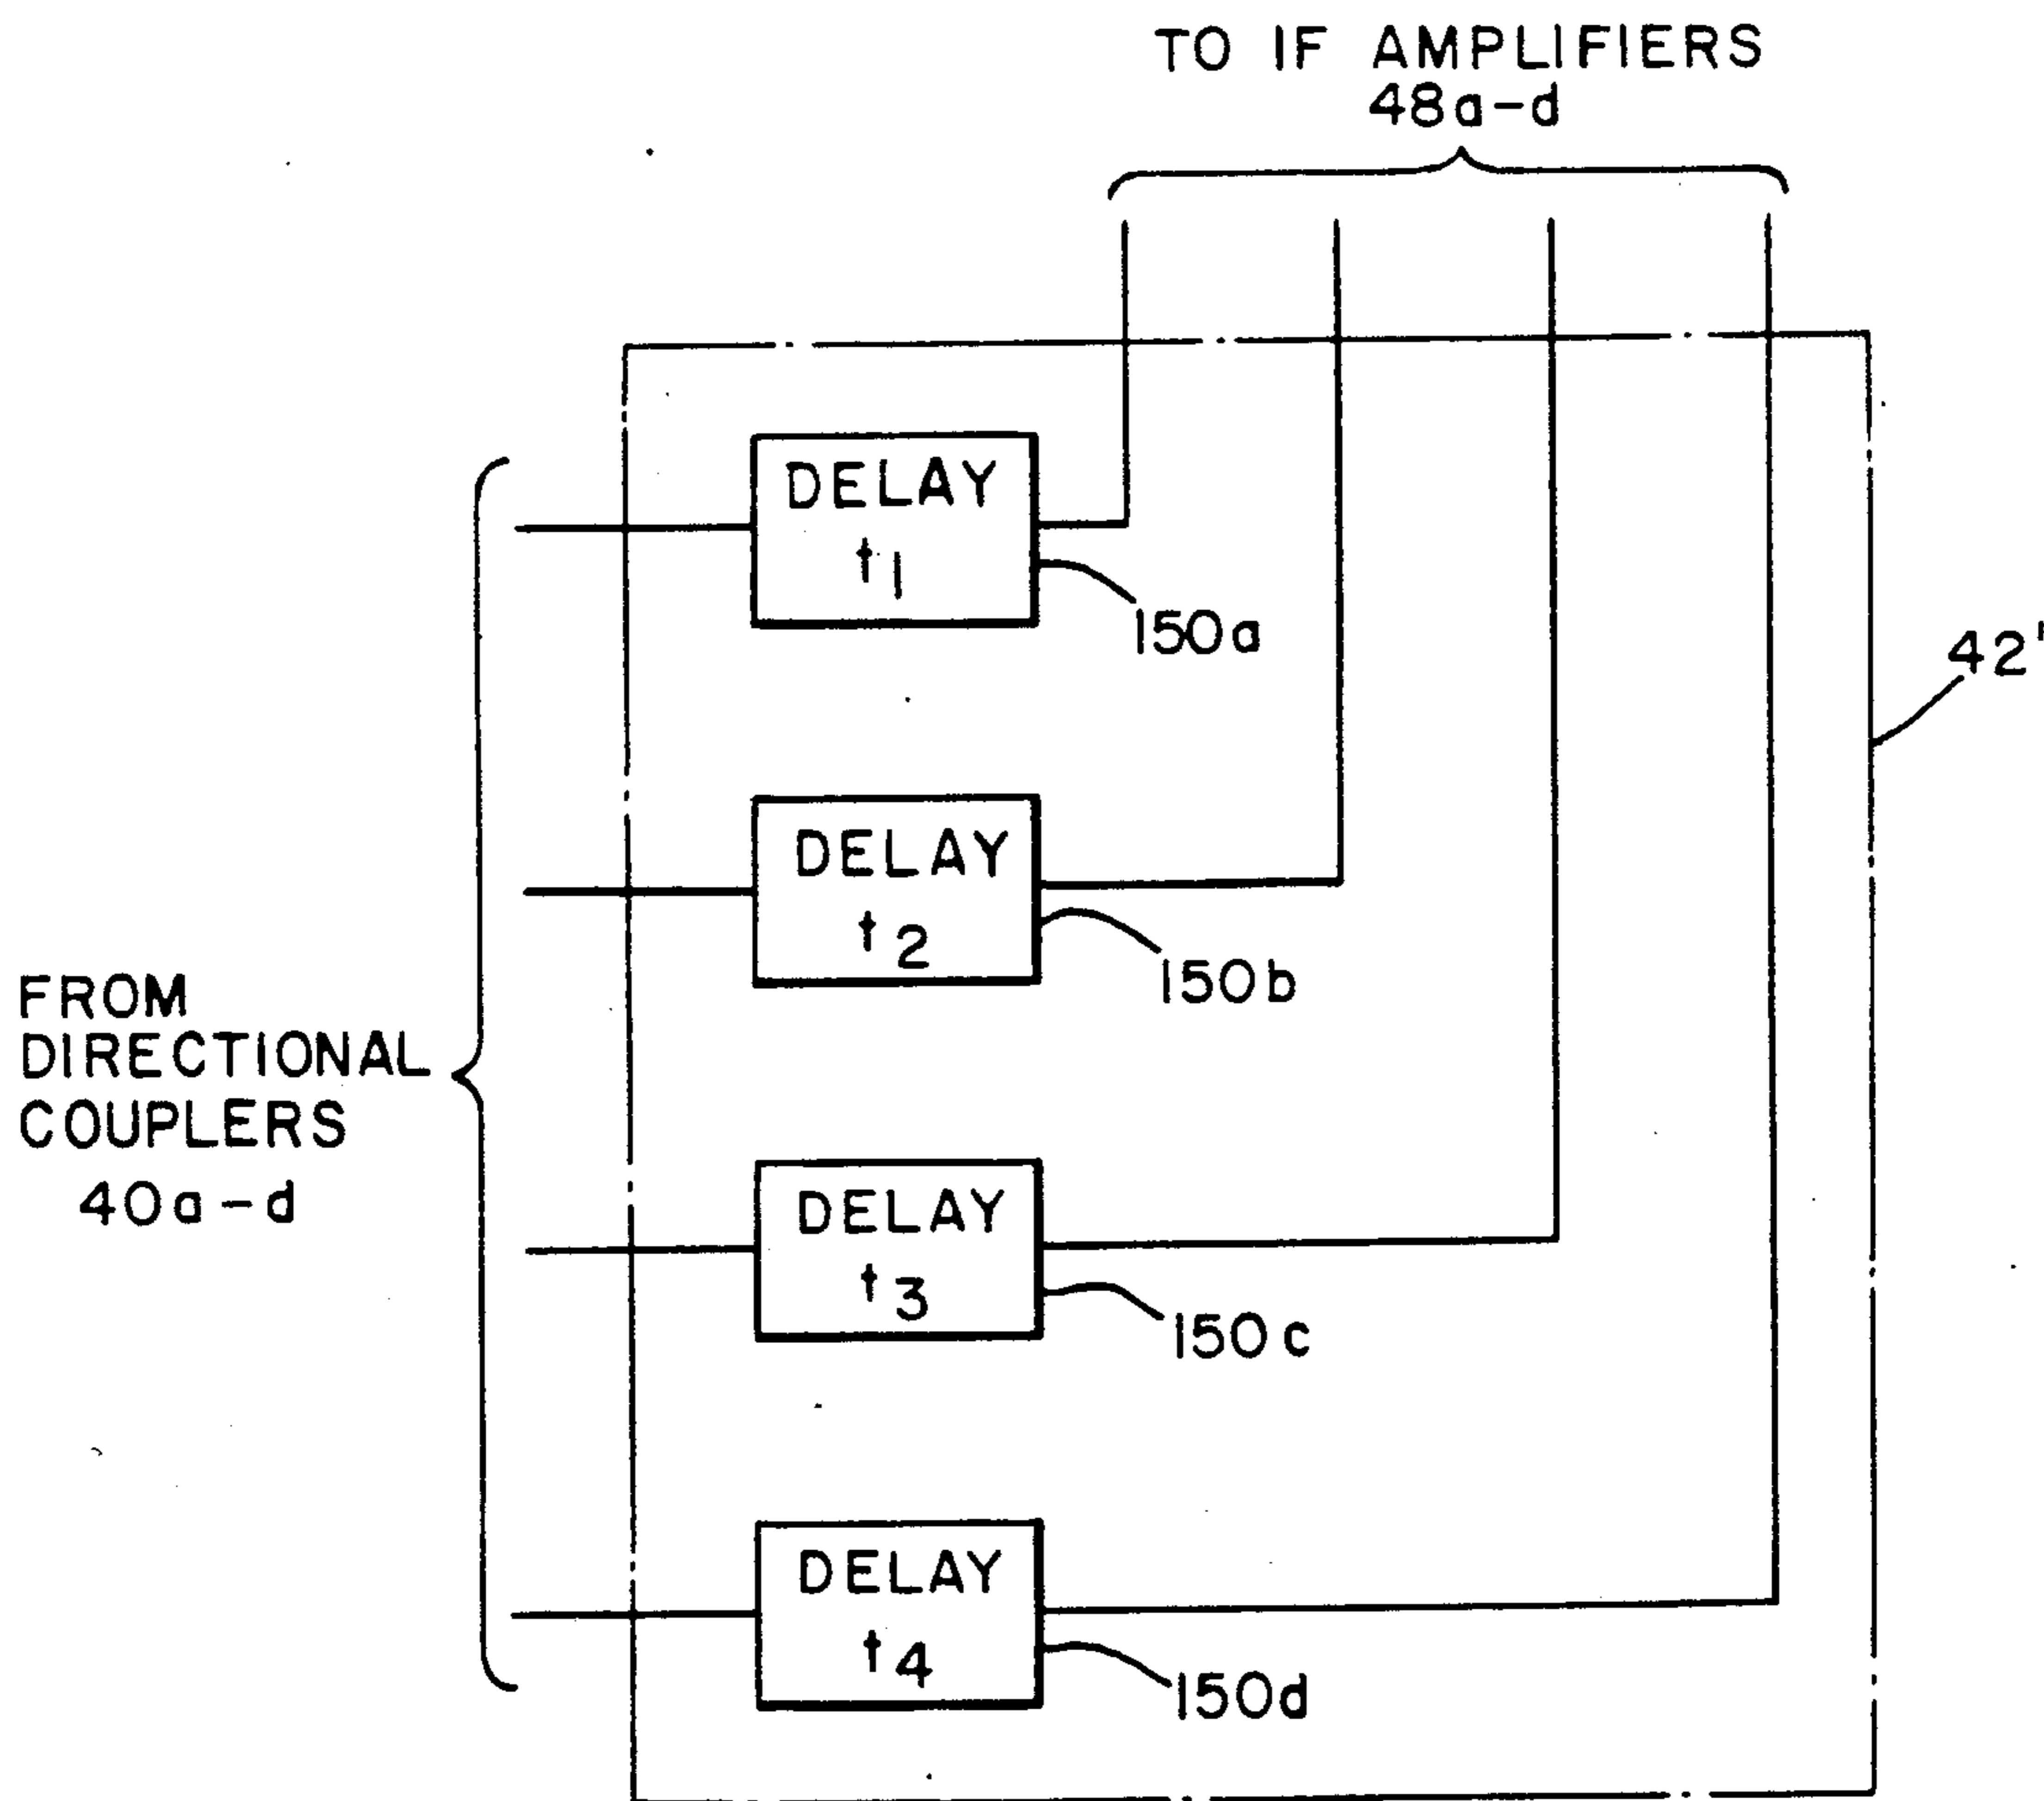 TO IF AMPLIFIERS
48a-d
DELAY
t1
150a
42'
DELAY
t2
150b
FROM
DIRECTIONAL
COUPLERS
40a-d
DELAY
t3
150c
DELAY
t4
150d